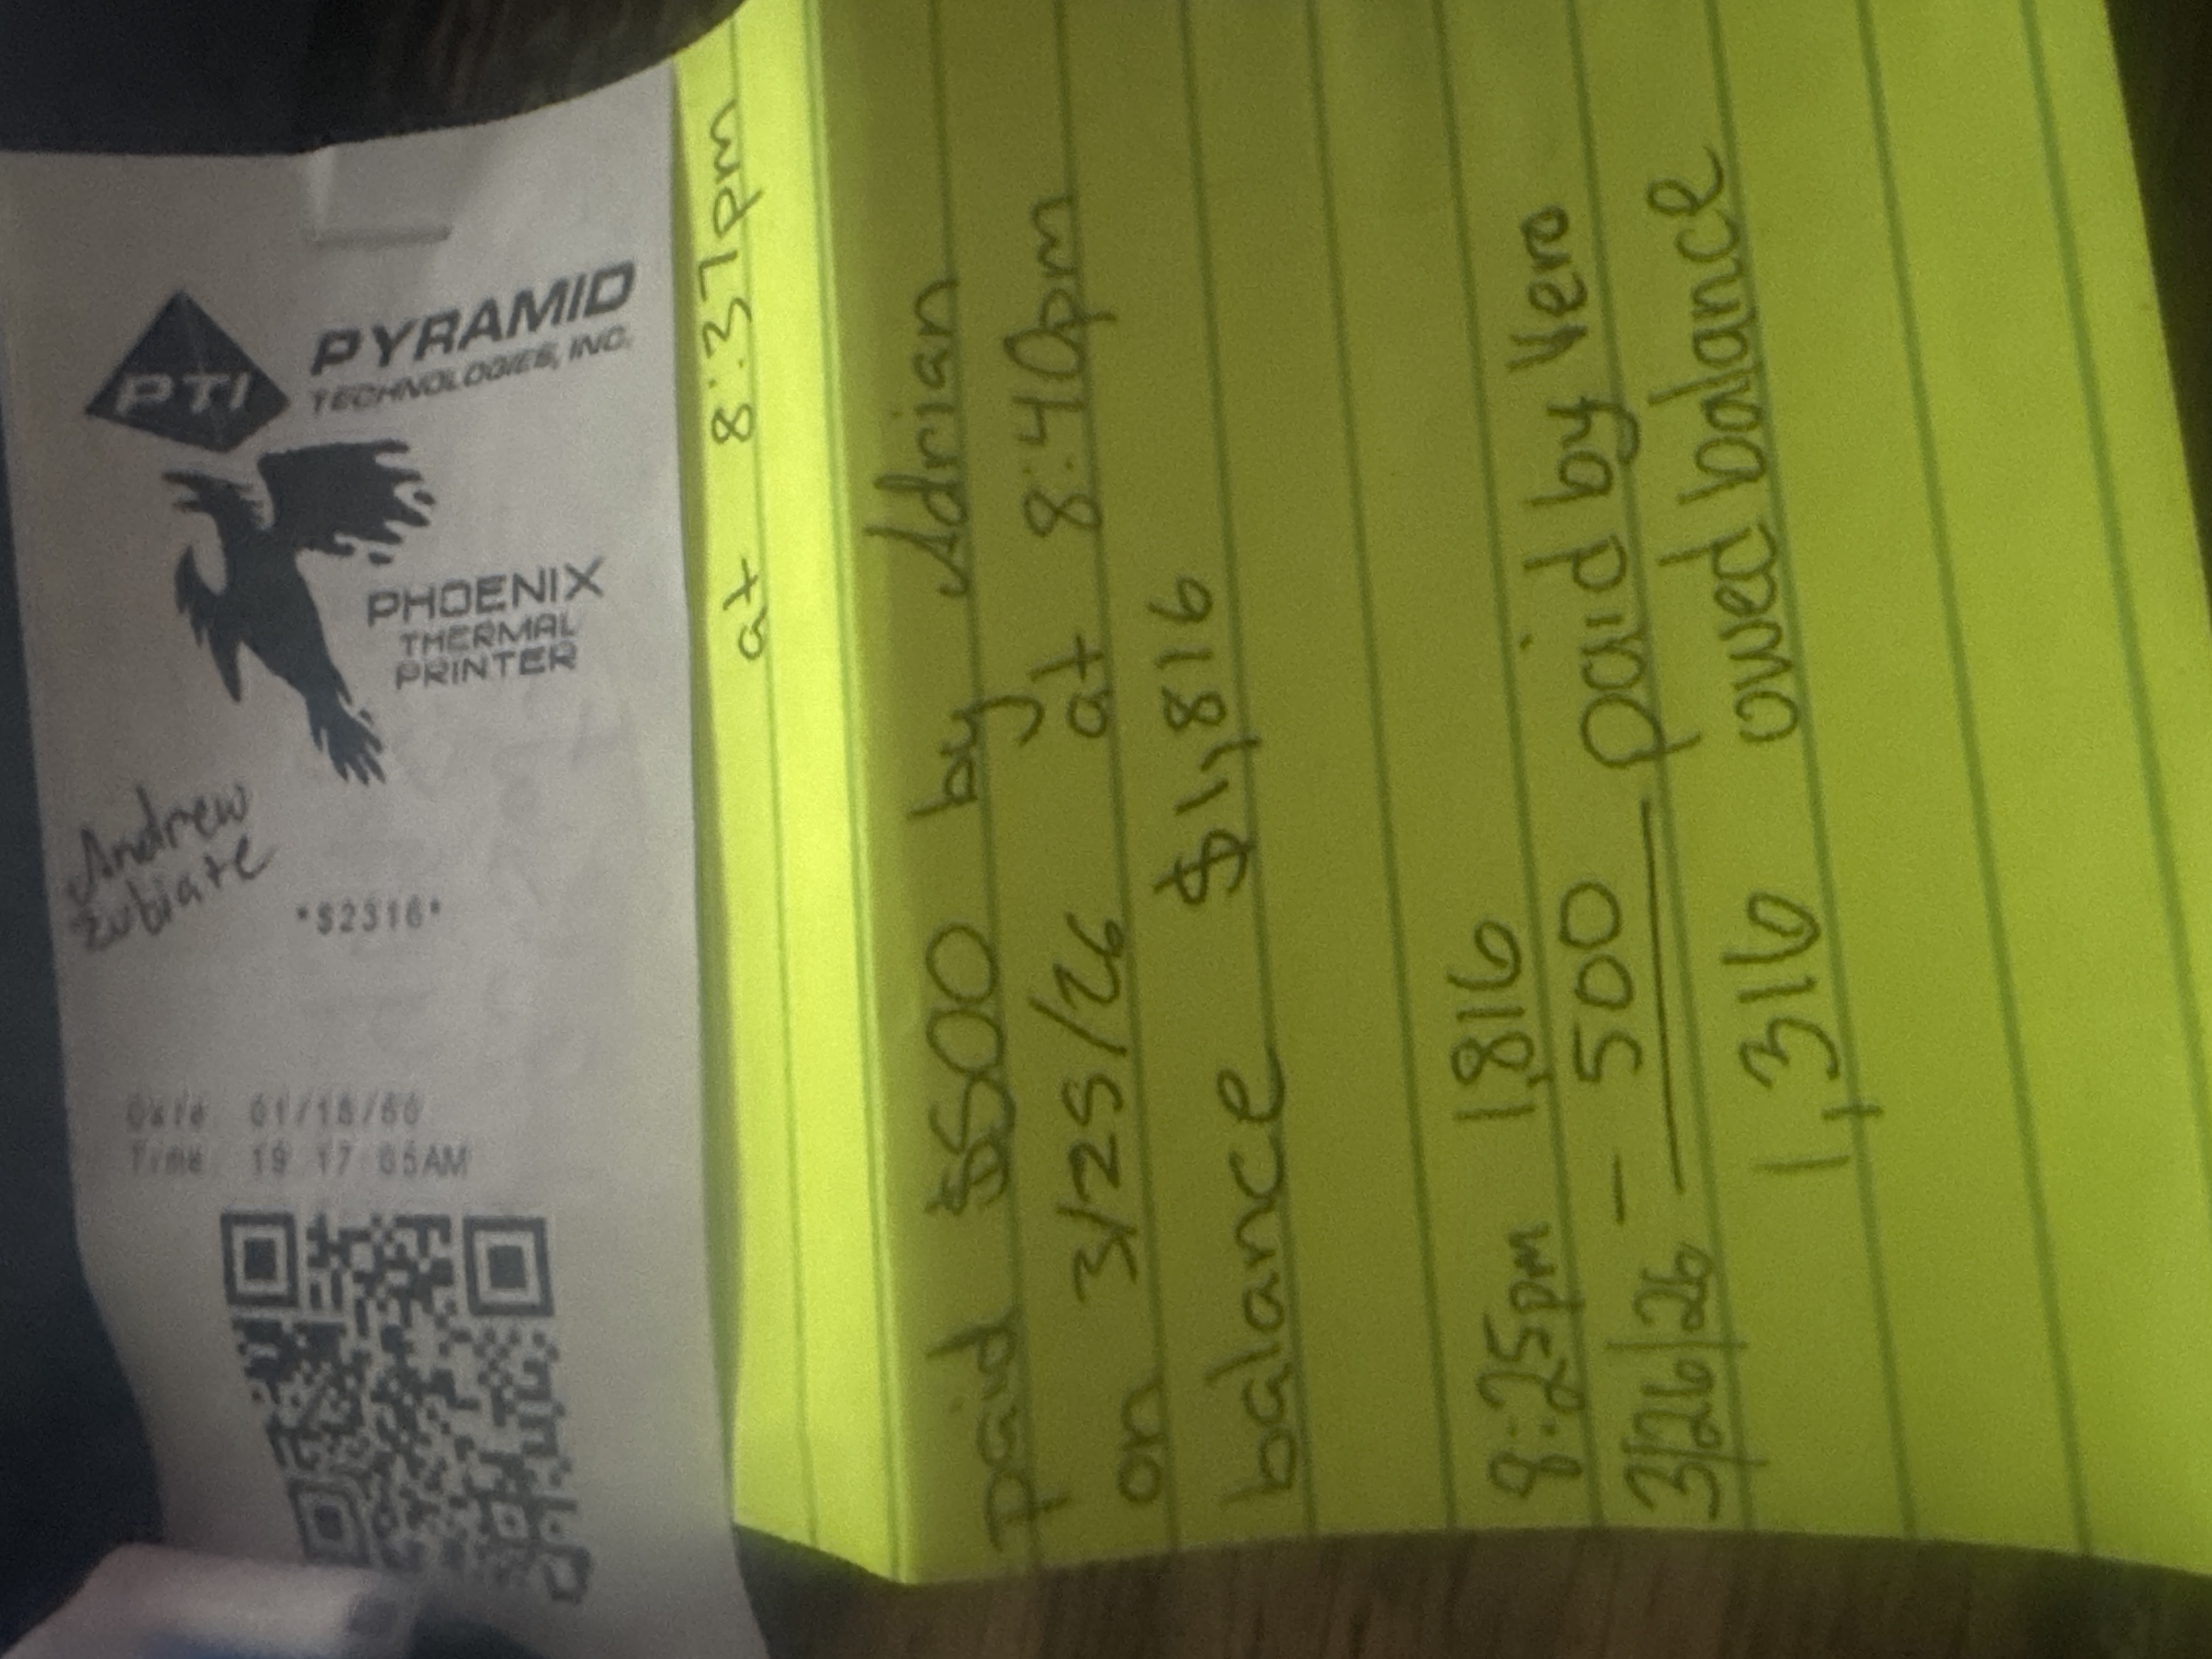 PTI
PYRAMID
TECHNOLOGIES, INC.
PHOENIX
THERMAL
PRINTER
Andrew
Zubiate
*$2316*
Date 01/18/80
Time 19 17 05AM
at 8:37pm
paid $500 by Adrian
on 3/25/26 at 8:40pm
balance $1,816
8:25pm 1,816
3/26/26 - 500 paid by Vero
1,316 owed balance